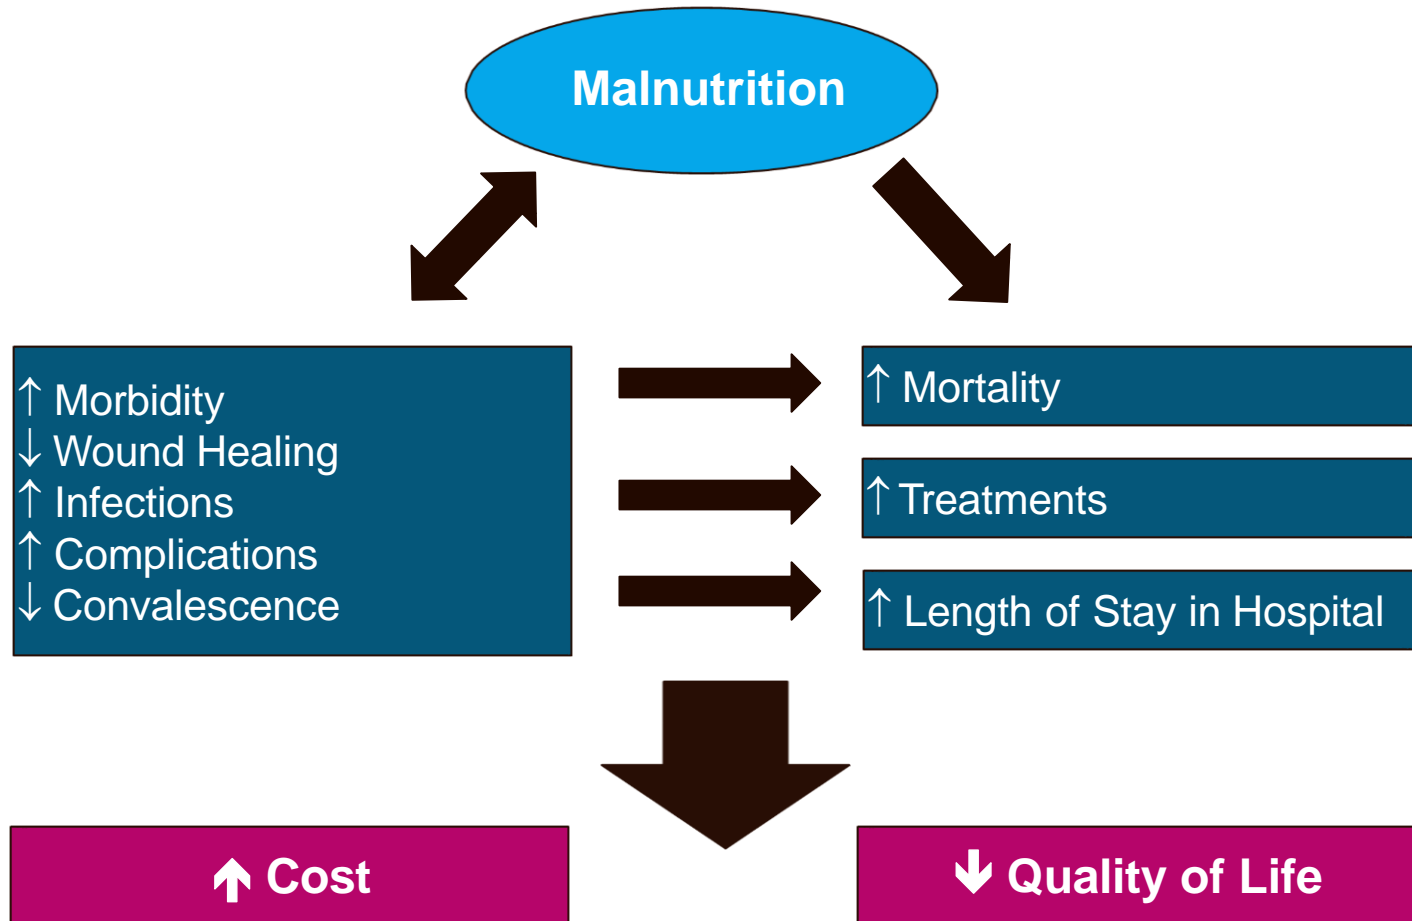 Malnutrition
↑ Morbidity
↓ Wound Healing
↑ Infections
↑ Complications
↓ Convalescence
↑ Mortality
↑ Treatments
↑ Length of Stay in Hospital
↑ Cost
↓ Quality of Life